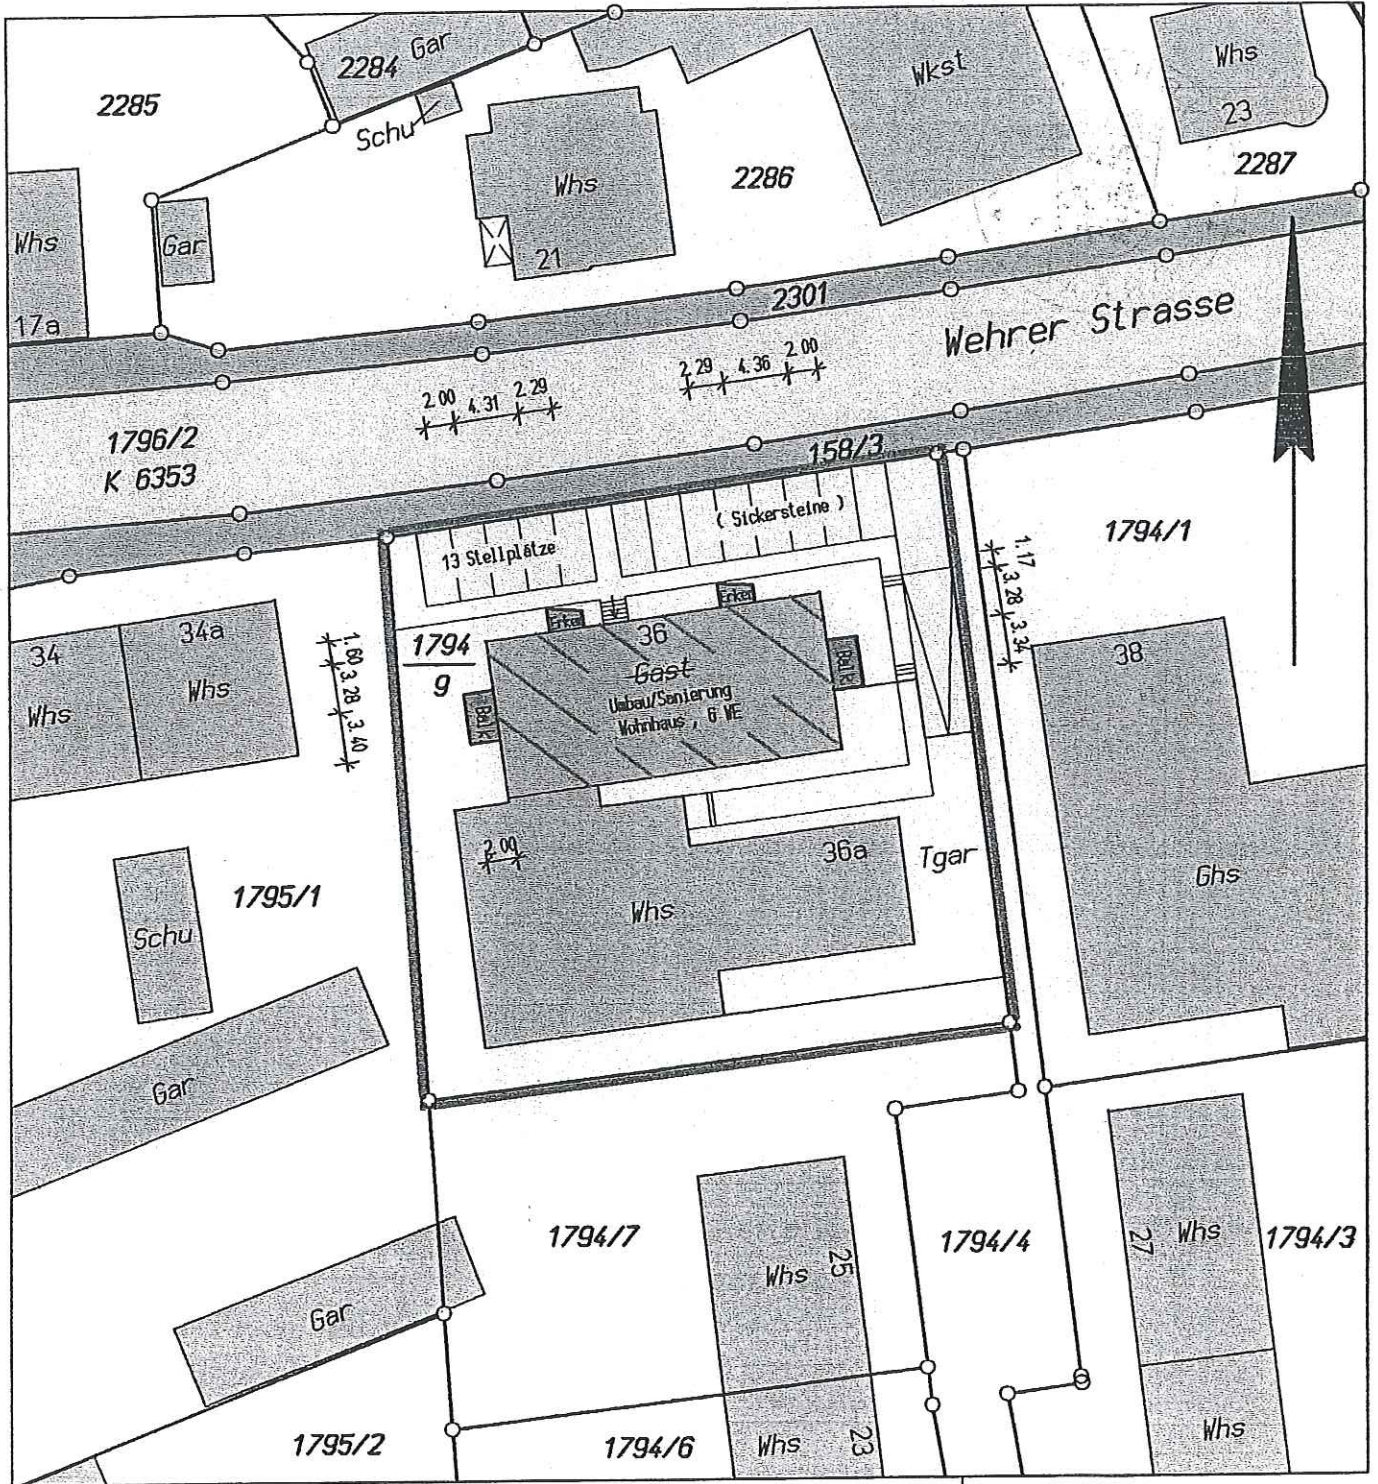 Gar
2284
Wkst
Whs
23
2285
Schu
2287
2286
Whs
21
Whs
Gar
17a
2301
Wehrer Strasse
2.29 4.36 2.00
2.00 4.31 2.29
1796/2
K 6353
158/3
( Sickersteine )
13 Stellplätze
1794/1
1.17 3.28 3.34
Erker
Erker
34a
34
Whs
Whs
1.60 3.28 3.40
1794
9
36
Gast
Umbau/Sanierung
Wohnhaus , 6 WE
Balk
Balk
38
2.00
36a
Tgar
Ghs
Whs
1795/1
Schu
Gar
1794/7
Whs
25
1794/4
27
Whs
1794/3
Gar
1795/2
1794/6
Whs
23
Whs